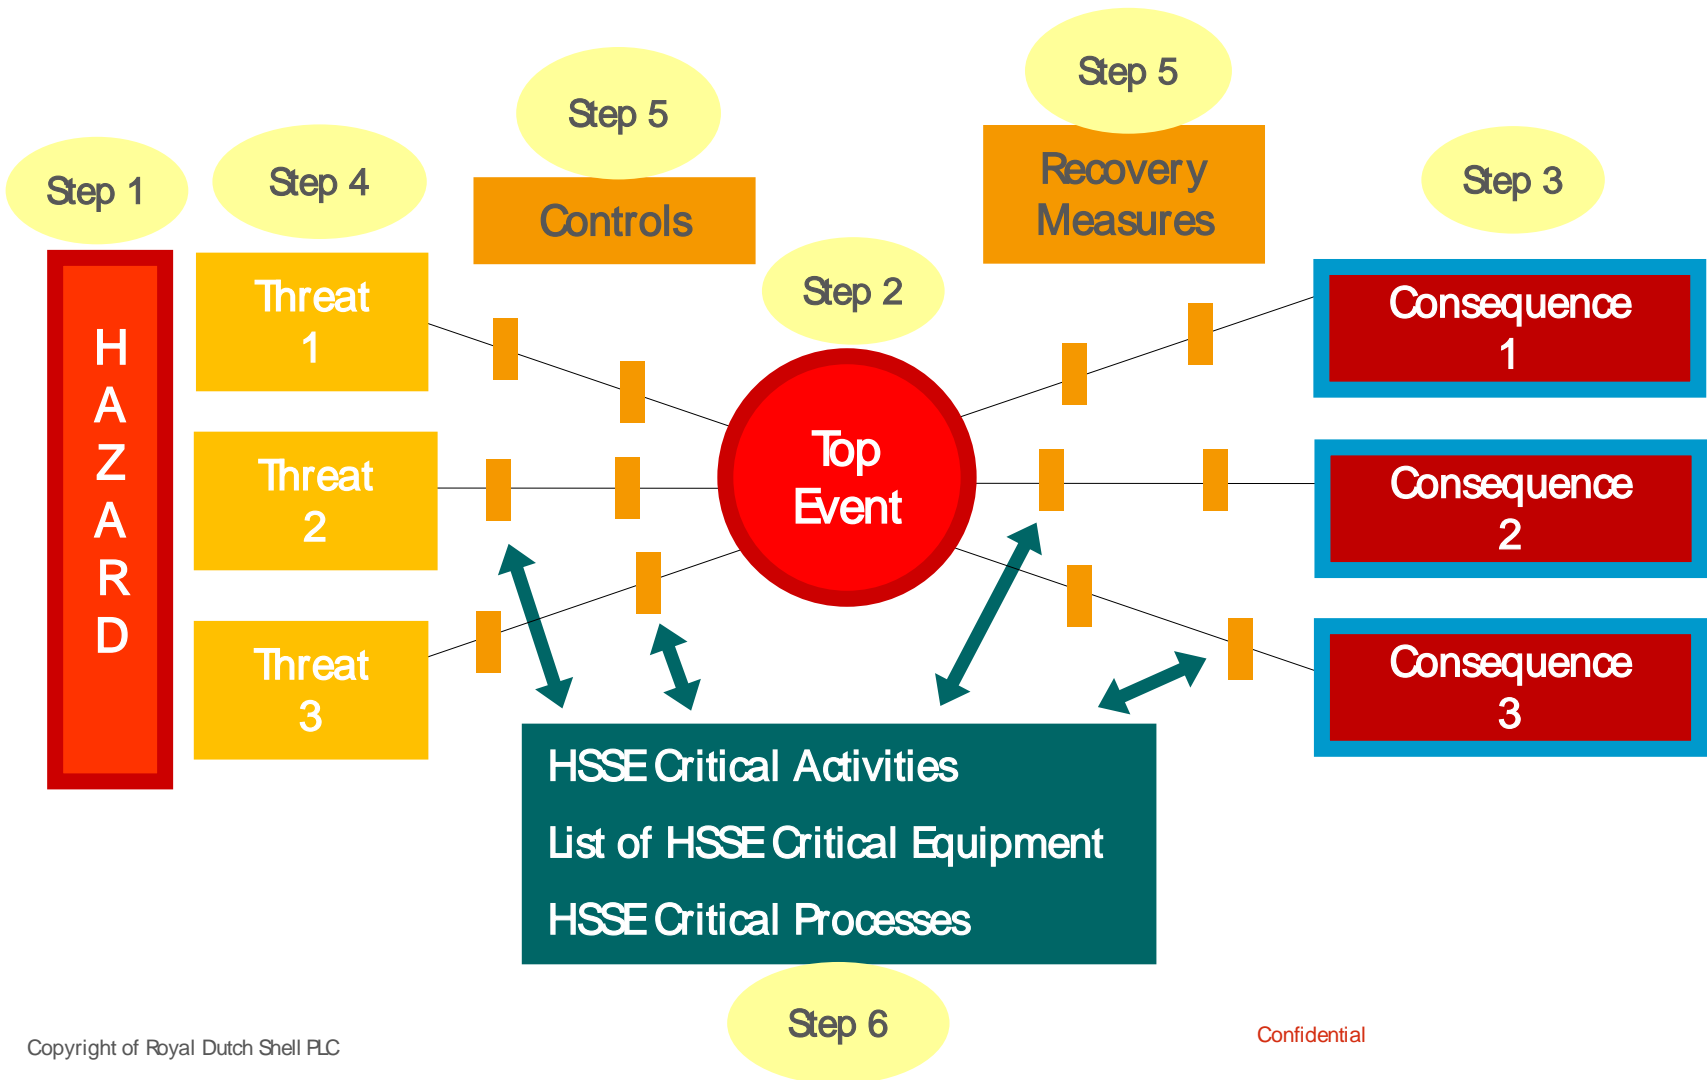 Step 5
Step 5
Step 1
Step 4
Step 3
Controls
Recovery
Measures
Step 2
H
A
Z
A
R
D
Threat
1
Threat
2
Threat
3
Top
Event
Consequence
1
Consequence
2
Consequence
3
HSSE Critical Activities
List of HSSE Critical Equipment
HSSE Critical Processes
Step 6
Copyright of Royal Dutch Shell PLC
Confidential